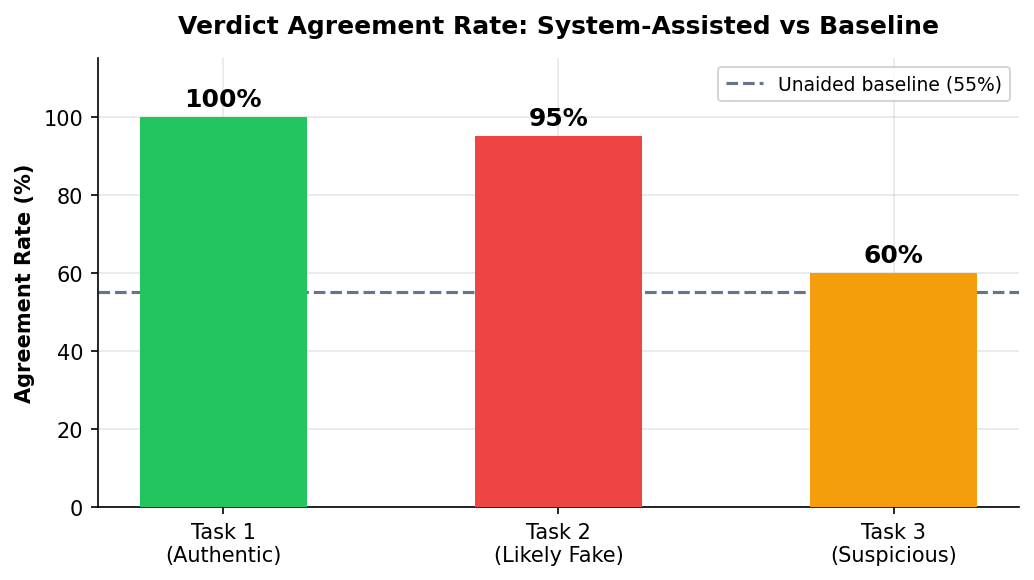 Verdict Agreement Rate: System-Assisted vs Baseline
Unaided baseline (55%)
Agreement Rate (%)
100
80
60
40
20
0
100%
95%
60%
Task 1
(Authentic)
Task 2
(Likely Fake)
Task 3
(Suspicious)